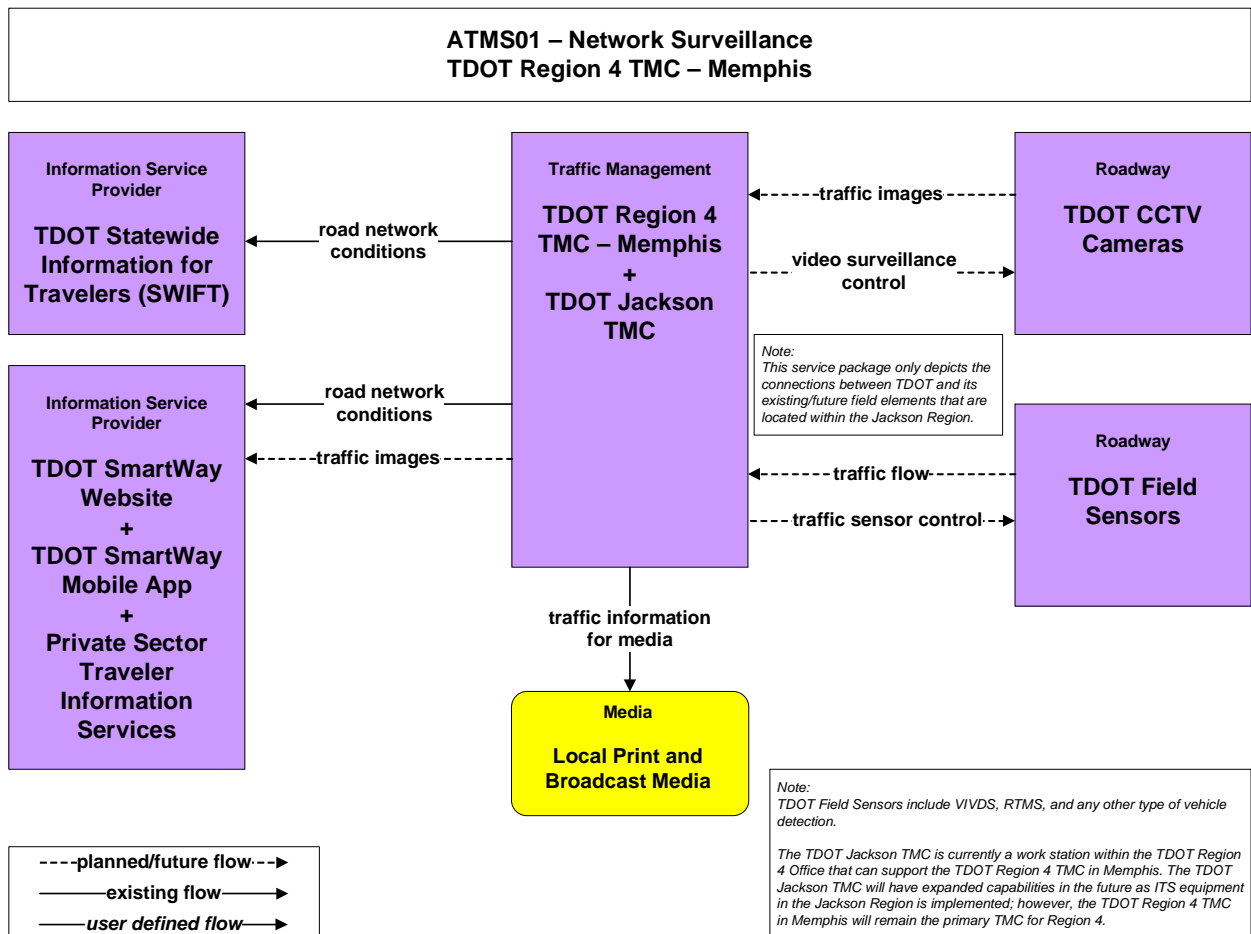 ATMS01 – Network Surveillance
TDOT Region 4 TMC – Memphis
Information Service
Provider
TDOT Statewide
Information for
Travelers (SWIFT)
road network
conditions
Traffic Management
TDOT Region 4
TMC – Memphis
+
TDOT Jackson
TMC
traffic images
video surveillance
control
Roadway
TDOT CCTV
Cameras
Note:
This service package only depicts the
connections between TDOT and its
existing/future field elements that are
located within the Jackson Region.
Information Service
Provider
TDOT SmartWay
Website
+
TDOT SmartWay
Mobile App
+
Private Sector
Traveler
Information
Services
road network
conditions
traffic images
traffic flow
traffic sensor control
Roadway
TDOT Field
Sensors
traffic information
for media
Media
Local Print and
Broadcast Media
Note:
TDOT Field Sensors include VIVDS, RTMS, and any other type of vehicle
detection.
The TDOT Jackson TMC is currently a work station within the TDOT Region
4 Office that can support the TDOT Region 4 TMC in Memphis. The TDOT
Jackson TMC will have expanded capabilities in the future as ITS equipment
in the Jackson Region is implemented; however, the TDOT Region 4 TMC
in Memphis will remain the primary TMC for Region 4.
planned/future flow
existing flow
user defined flow